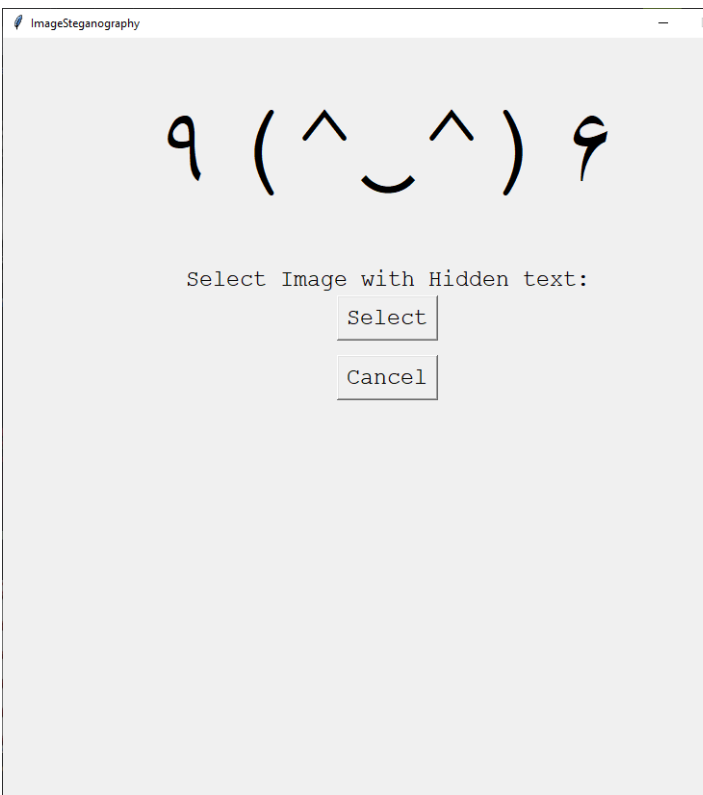 ImageSteganography
٩ (^‿^) ۶
Select Image with Hidden text:
Select
Cancel